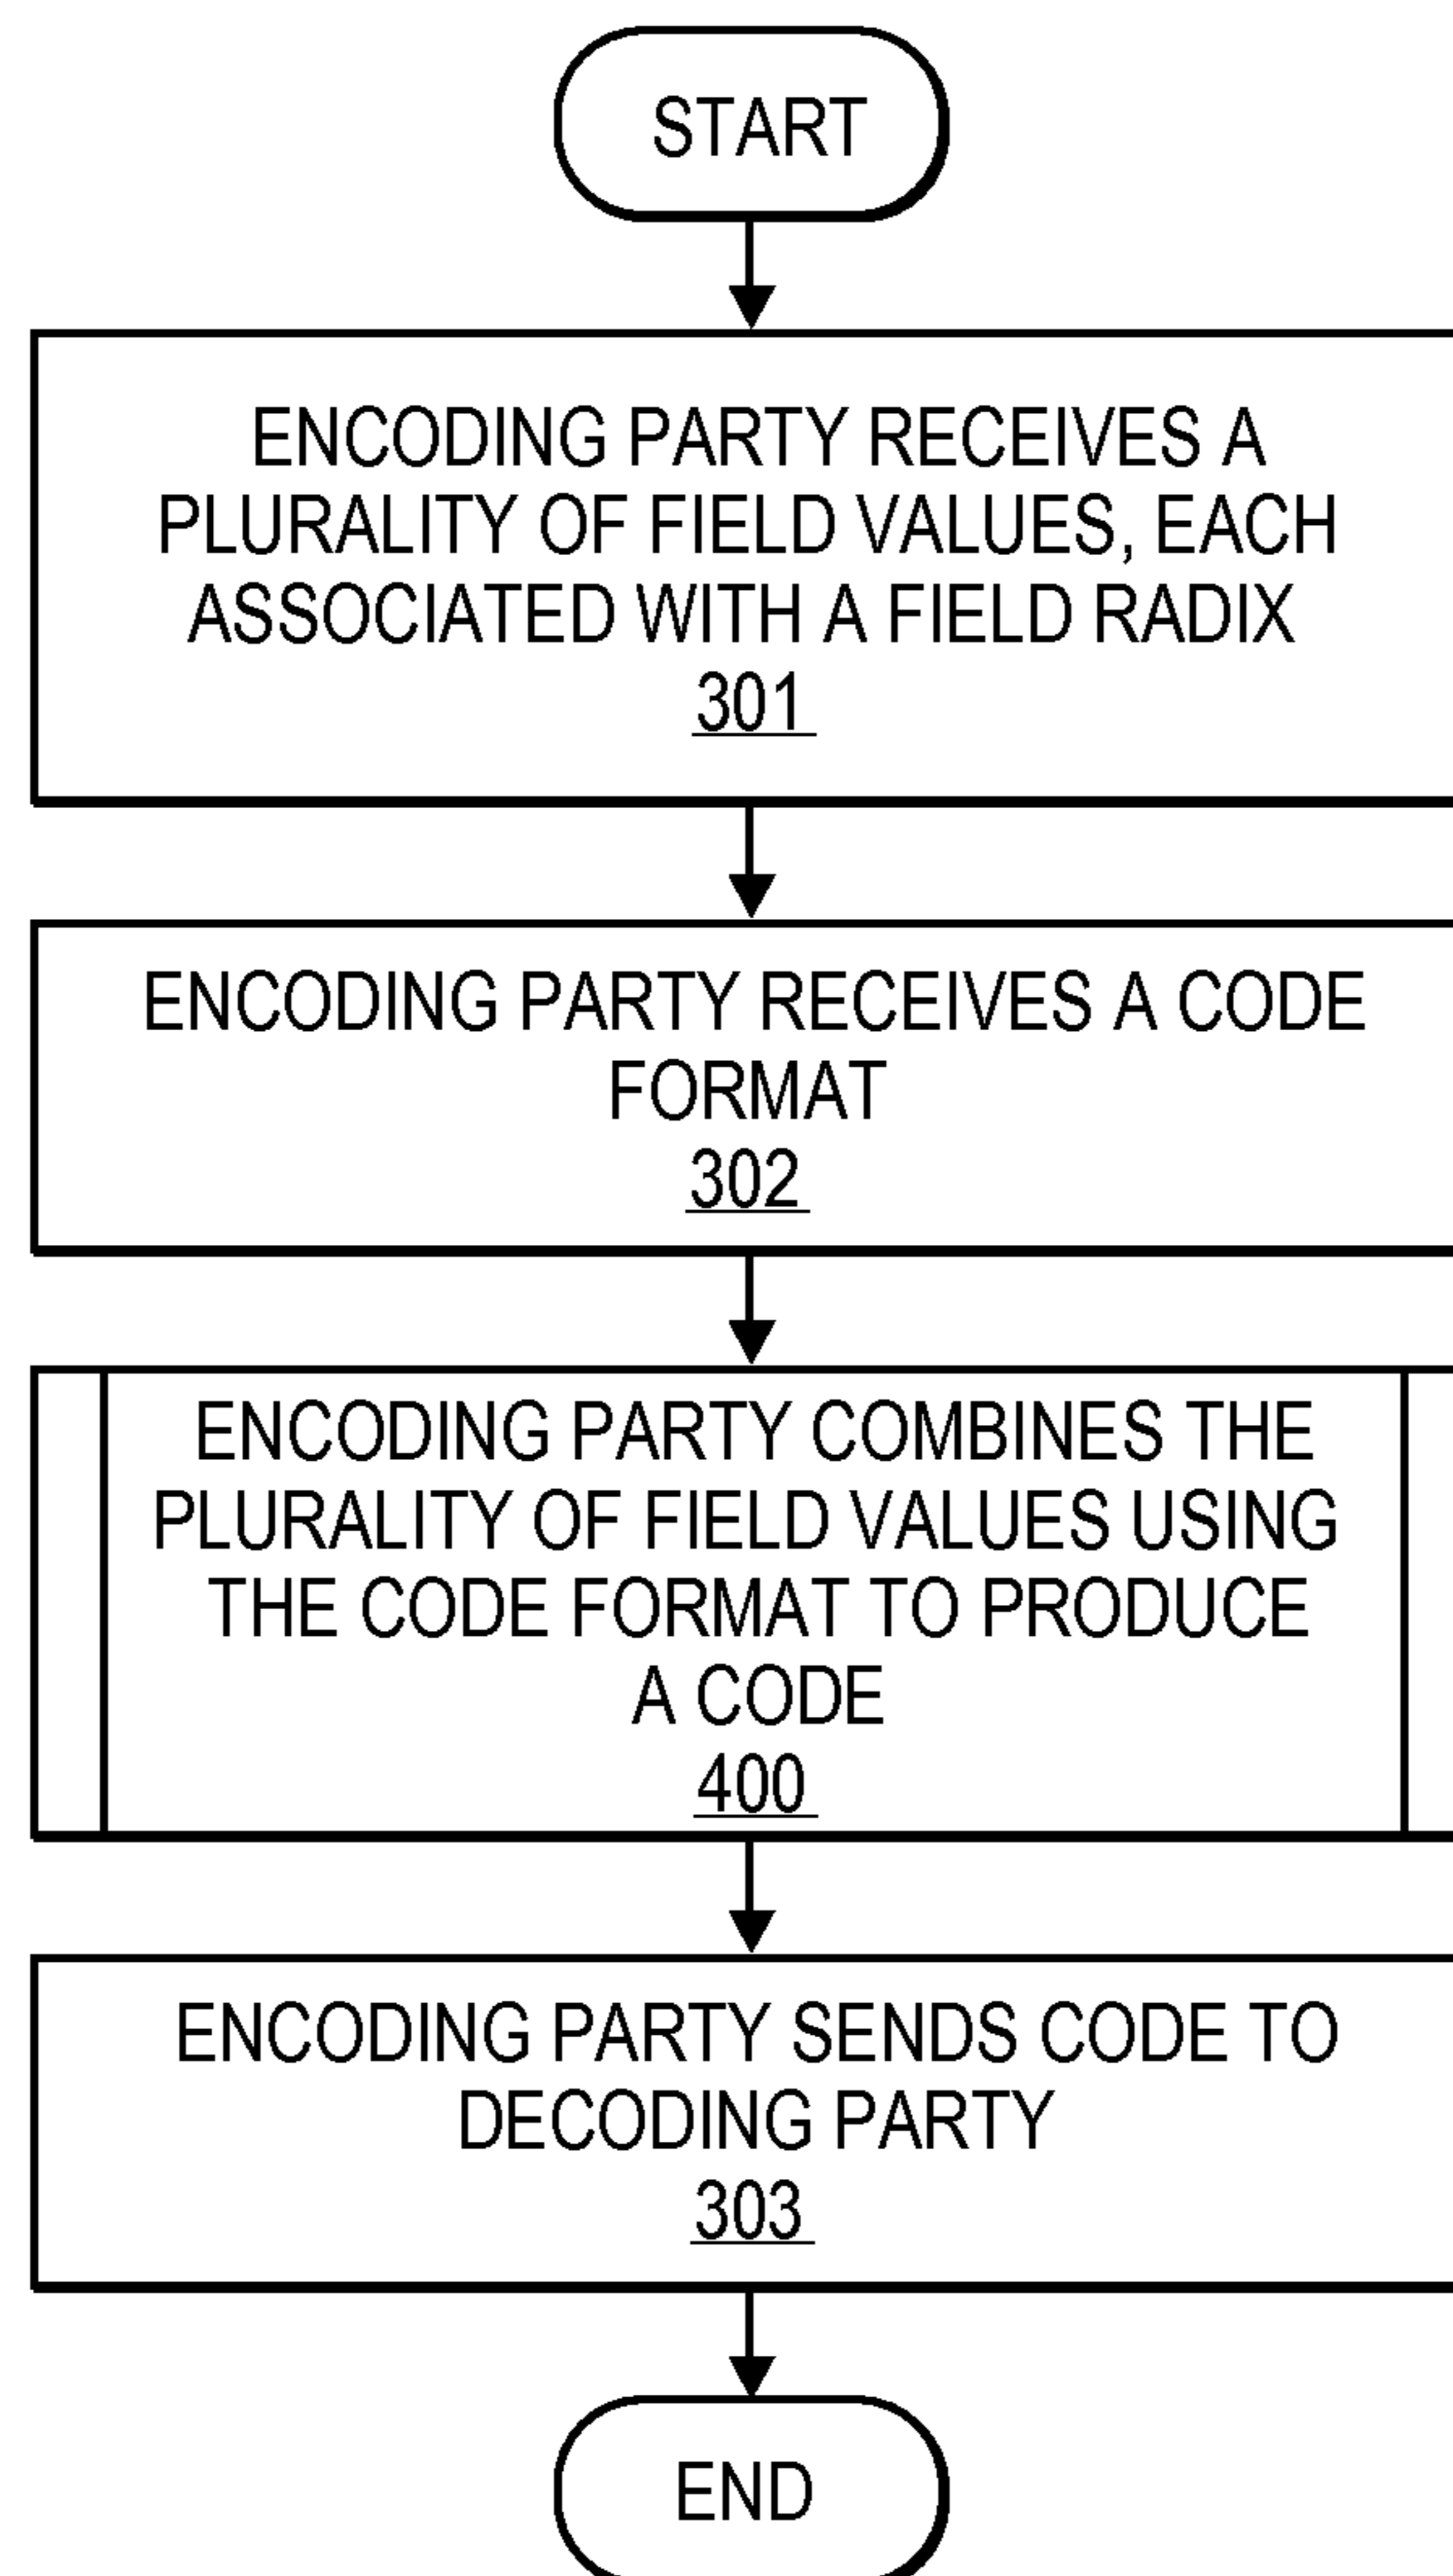 START
ENCODING PARTY RECEIVES A
PLURALITY OF FIELD VALUES, EACH
ASSOCIATED WITH A FIELD RADIX
301
ENCODING PARTY RECEIVES A CODE
FORMAT
302
ENCODING PARTY COMBINES THE
PLURALITY OF FIELD VALUES USING
THE CODE FORMAT TO PRODUCE
A CODE
400
ENCODING PARTY SENDS CODE TO
DECODING PARTY
303
END